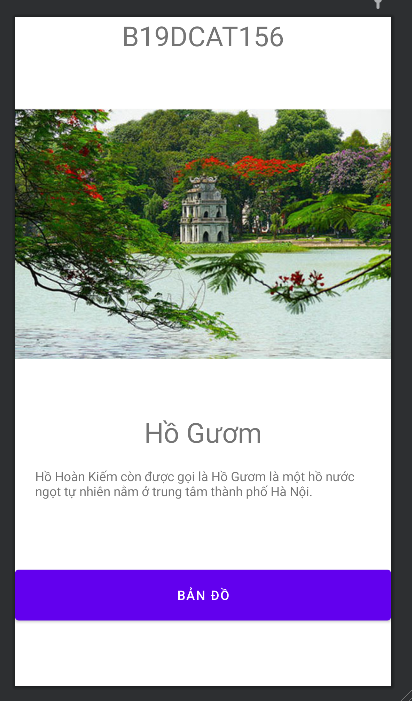 B19DCAT156
Hồ Gươm
Hồ Hoàn Kiếm còn được gọi là Hồ Gươm là một hồ nước
ngọt tự nhiên nằm ở trung tâm thành phố Hà Nội.
BẢN ĐỒ